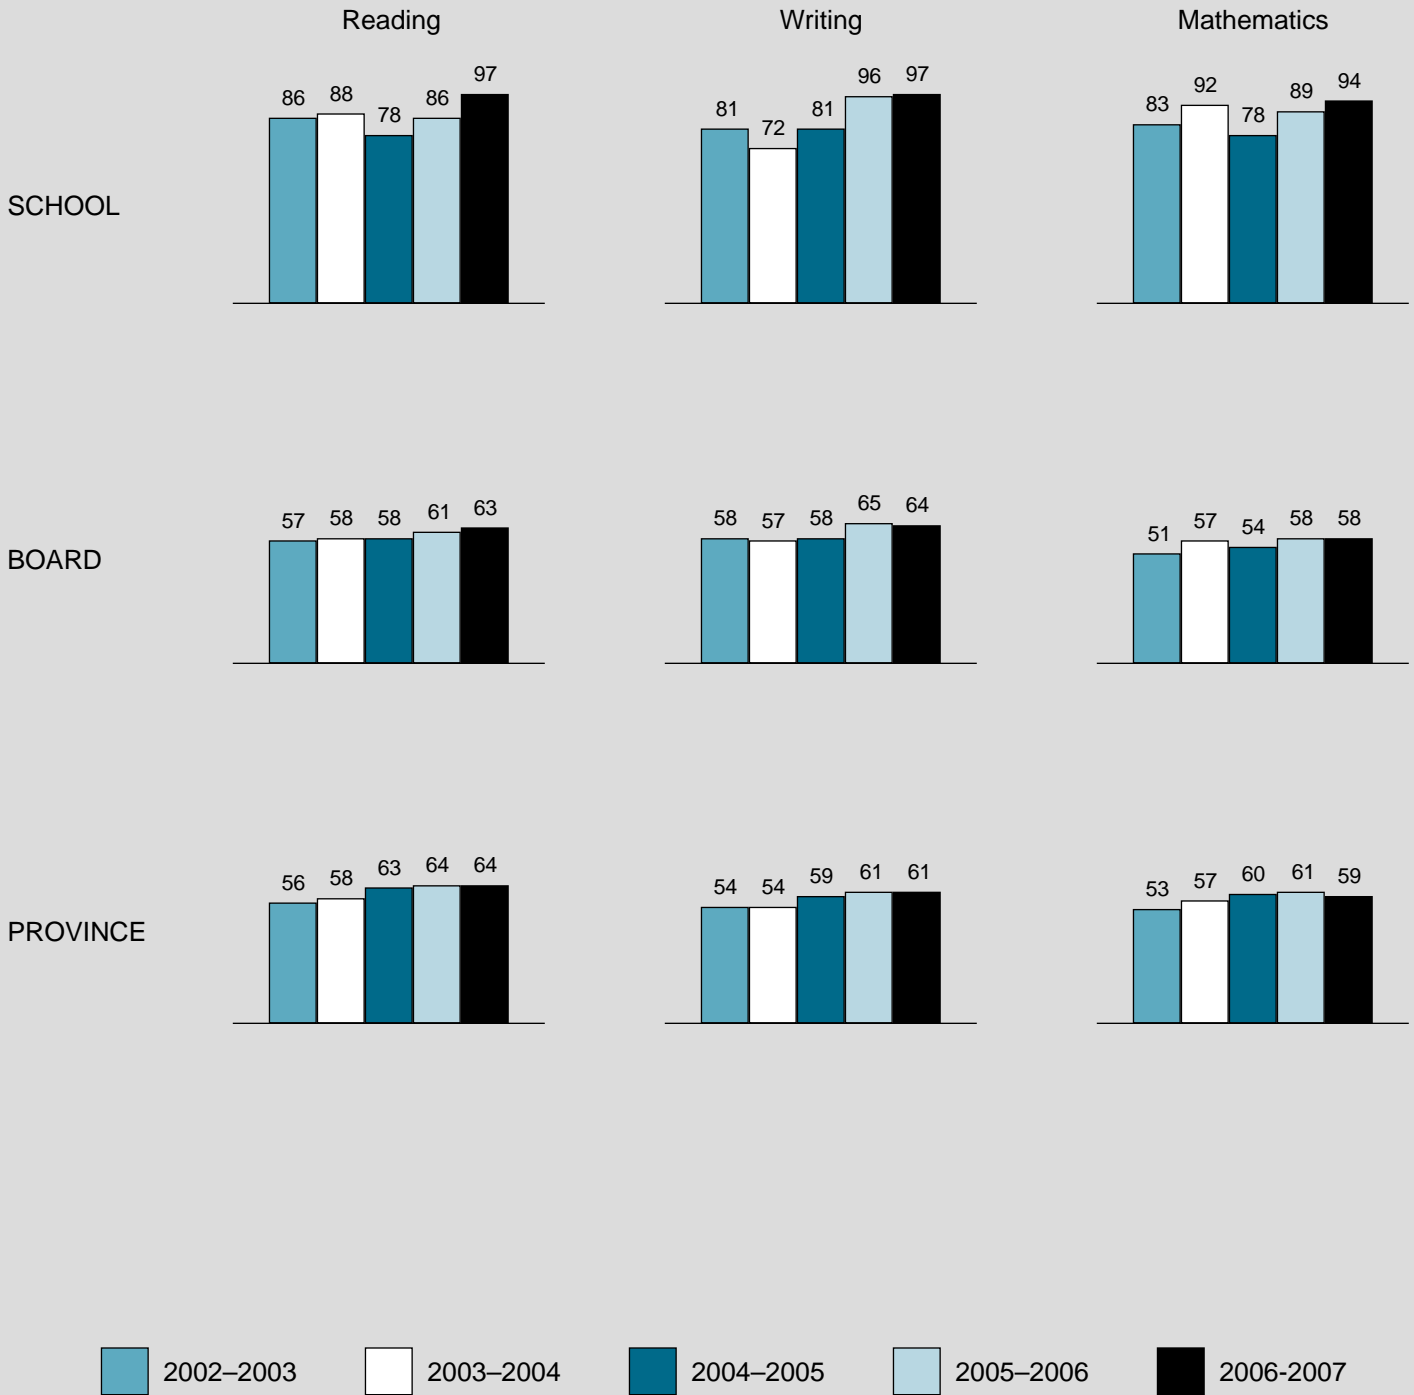 Reading Writing Mathematics
86 88 78 86 97 81 72 81 96 97 83 92 78 89 94
SCHOOL
57 58 58 61 63 58 57 58 65 64 51 57 54 58 58
BOARD
56 58 63 64 64 54 54 59 61 61 53 57 60 61 59
PROVINCE
2002–2003 2003–2004 2004–2005 2005–2006 2006-2007